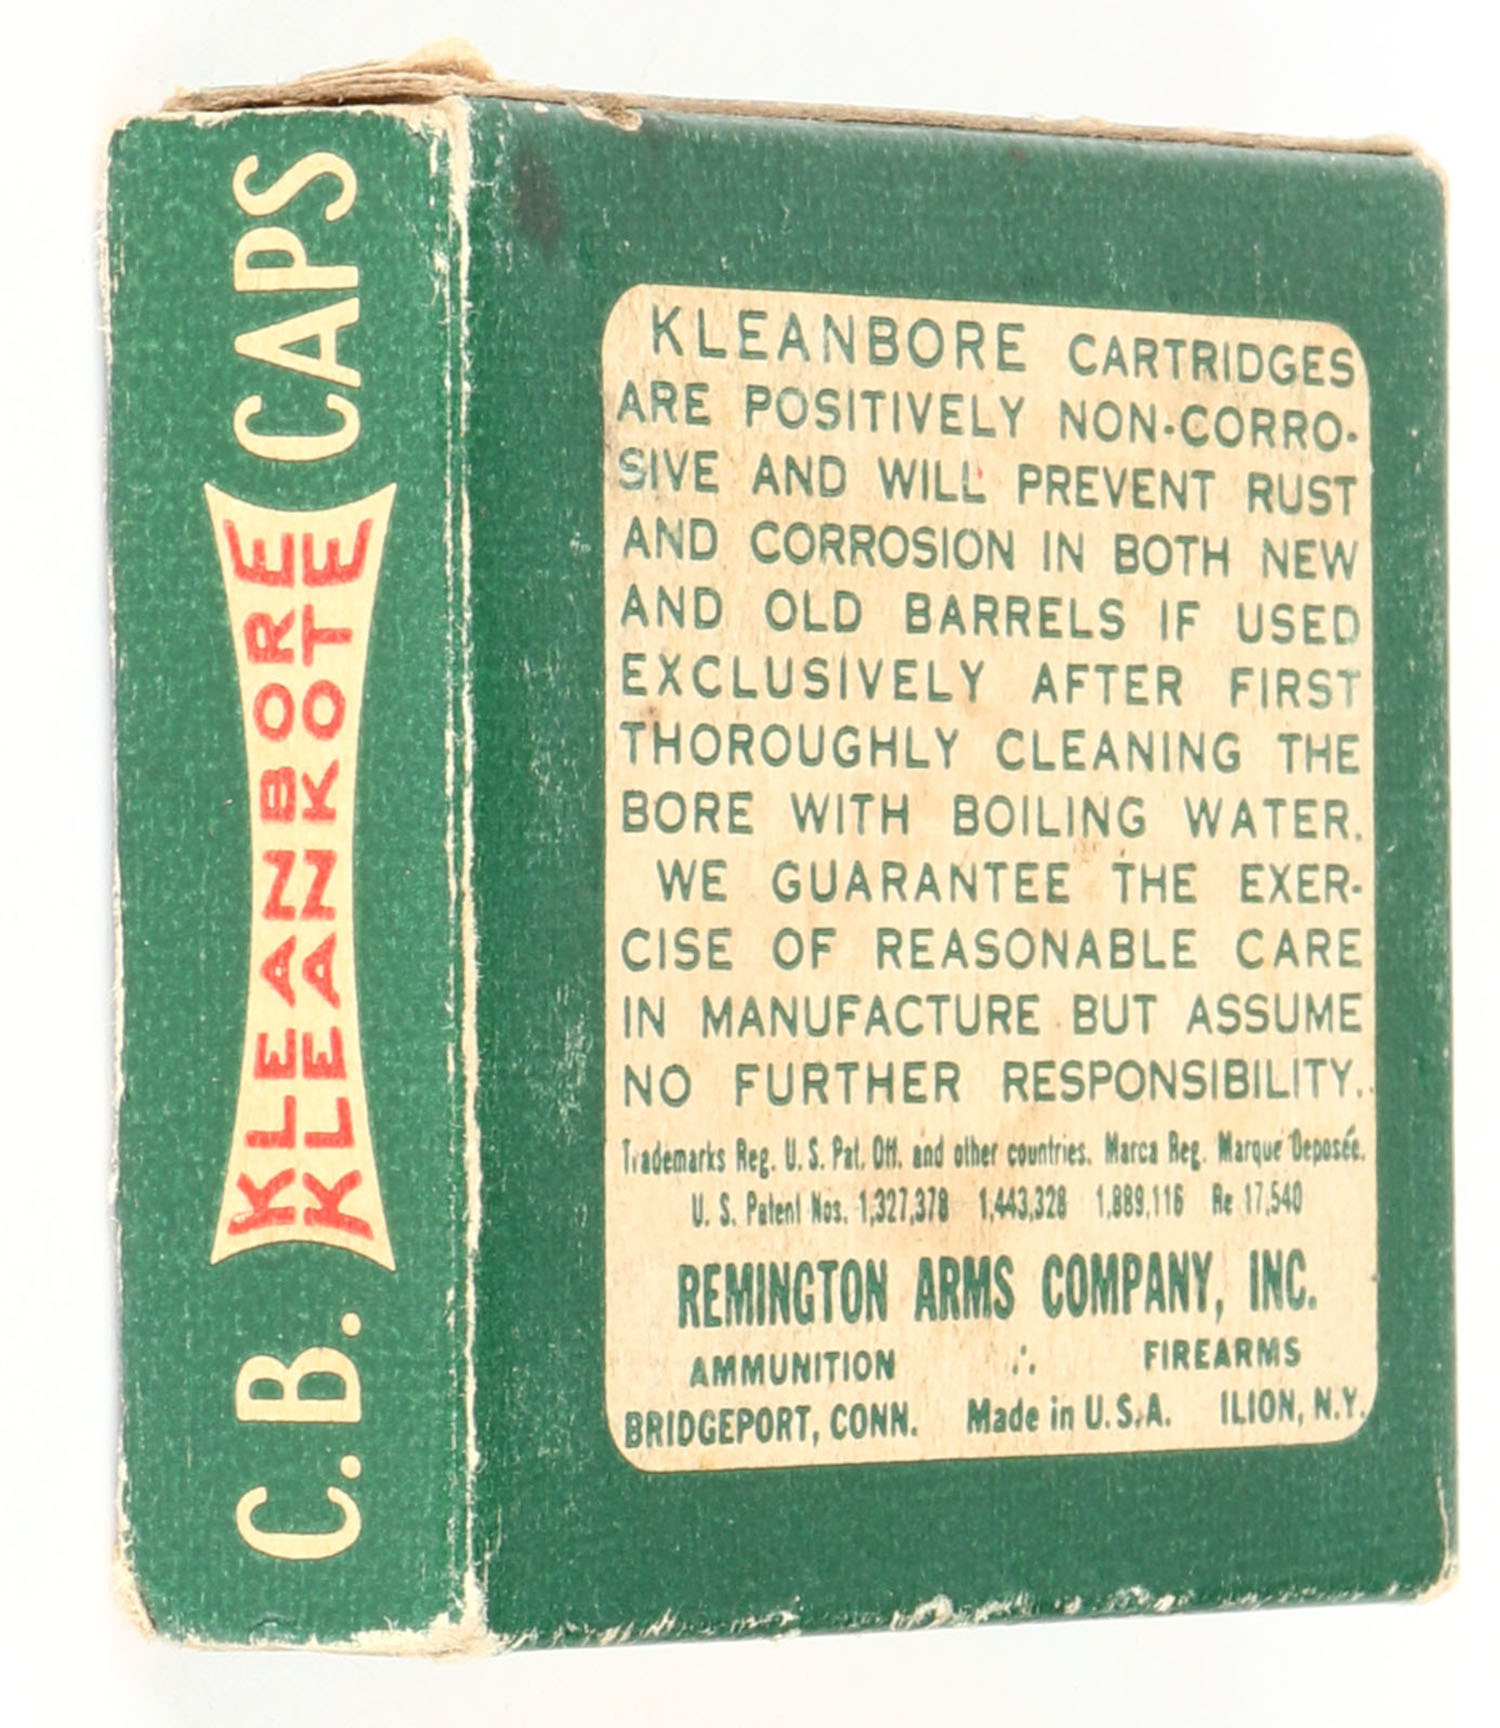 C.B. KLEANBORE KLEANKOTE CAPS
KLEANBORE CARTRIDGES
ARE POSITIVELY NON-CORRO-
SIVE AND WILL PREVENT RUST
AND CORROSION IN BOTH NEW
AND OLD BARRELS IF USED
EXCLUSIVELY AFTER FIRST
THOROUGHLY CLEANING THE
BORE WITH BOILING WATER.
WE GUARANTEE THE EXER-
CISE OF REASONABLE CARE
IN MANUFACTURE BUT ASSUME
NO FURTHER RESPONSIBILITY.
Trademarks Reg. U.S. Pat. Off. and other countries. Marca Reg. Marque Deposée.
U.S. Patent Nos. 1,327,378 1,443,328 1,889,116 Re 17,540
REMINGTON ARMS COMPANY, INC.
AMMUNITION ∴ FIREARMS
BRIDGEPORT, CONN. Made in U.S.A. ILION, N.Y.